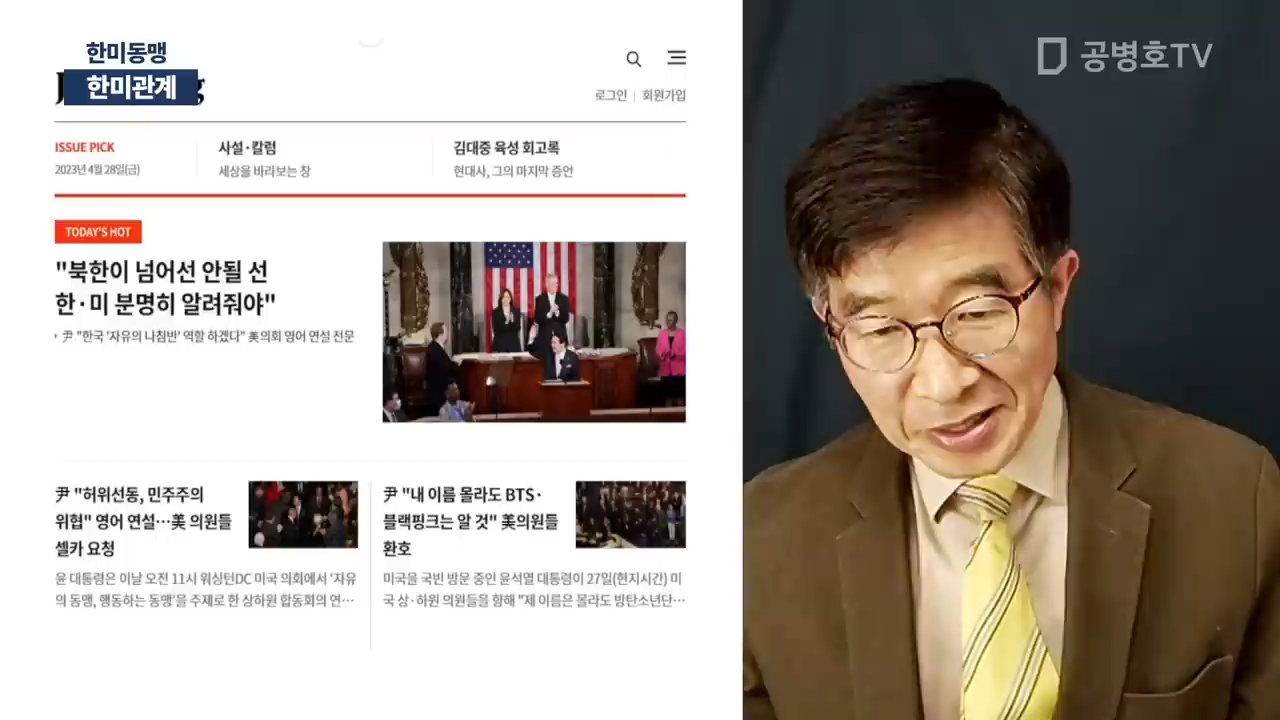 한미동맹
한미관계
공병호TV
로그인 | 회원가입
ISSUE PICK
2023년 4월 28일(금)
사설·칼럼
세상을 바라보는 창
김대중 육성 회고록
현대사, 그의 마지막 증언
TODAY'S HOT
"북한이 넘어선 안될 선
한·미 분명히 알려줘야"
尹 "한국 '자유의 나침반' 역할 하겠다" 美의회 영어 연설 전문
尹 "허위선동, 민주주의
위협" 영어 연설…美 의원들
셀카 요청
윤 대통령은 이날 오전 11시 워싱턴DC 미국 의회에서 '자유
의 동맹, 행동하는 동맹'을 주제로 한 상하원 합동회의 연…
尹 "내 이름 몰라도 BTS·
블랙핑크는 알 것" 美의원들
환호
미국을 국빈 방문 중인 윤석열 대통령이 27일(현지시간) 미
국 상·하원 의원들을 향해 "제 이름은 몰라도 방탄소년단…